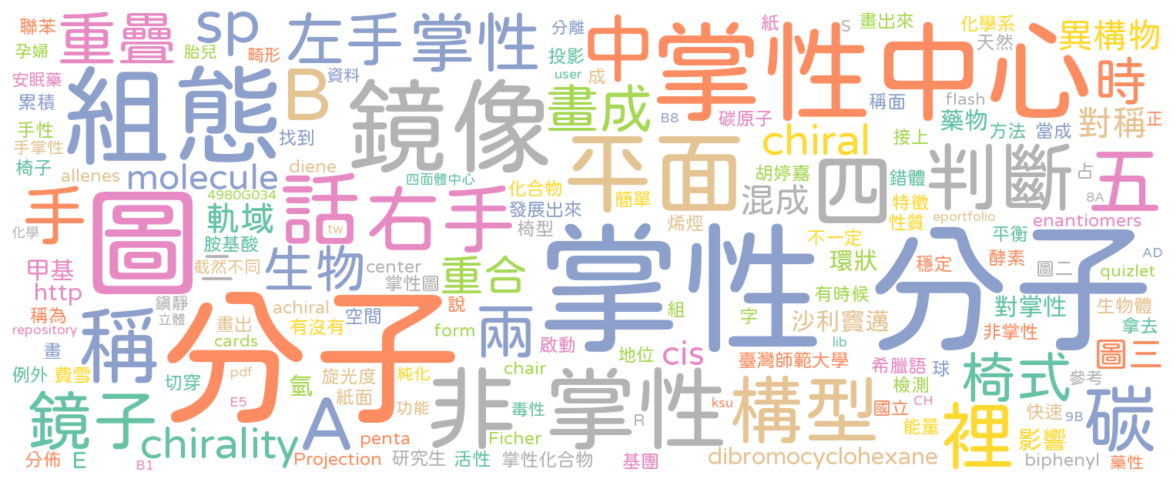 聯苯
重疊
sp
左手
掌性
分離
中
掌性中心
S
畫出來
化學系
異構物
孕婦
胎兒
畸形
投影
紙
天然
時
安眠藥
組態
B
資料
鏡像
user
成
畫成
B8
碳原子
稱面
flash
藥物
方法
當成
對稱
正
累積
手性
手掌性
找到
chiral
接上
椅子
allenes
molecule
diene
四面體中心
平面
胡婷嘉
混成
四
錯體
判斷
占
五
8A
手
圖
4980G034
軌域
話
tw
右手
化合物
發展出來
椅型
簡單
烯烴
特徵
性質
eportfolio
enantiomers
化學
胺基酸
一
截然不同
生物
center
掌性圖
重合
掌性分子
不一定
環狀
平衡
穩定
酵素
圖二
AD
quizlet
甲基
http
鎮靜
立體
稱為
repository
稱
畫出
cards
有沒有
空間
說
form
兩
啟動
組
字
有時候
沙利竇邁
對掌性
非掌性
生物體
拿去
畫
分子
pdf
chair
地位
cis
lib
臺灣師範大學
希臘語
球
椅式
圖三
參考
例外
費雪
切穿
氫
旋光度
紙面
純化
功能
非掌性
構型
檢測
CH
國立
能量
裡
快速
9B
影響
碳
鏡子
E5
A
毒性
R
ksu
chirality
penta
Ficher
分佈
E
B1
Projection
研究生
活性
掌性化合物
基團
dibromocyclohexane
biphenyl
藥性